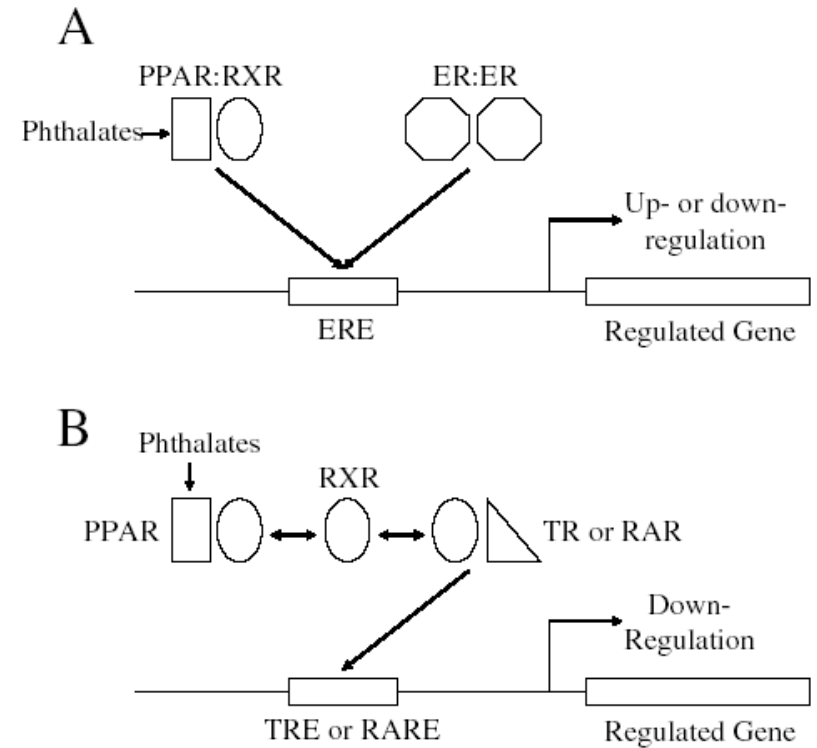 A
PPAR:RXR
ER:ER
Phthalates
Up- or down-
regulation
ERE
Regulated Gene
B
Phthalates
RXR
PPAR
TR or RAR
Down-
Regulation
TRE or RARE
Regulated Gene